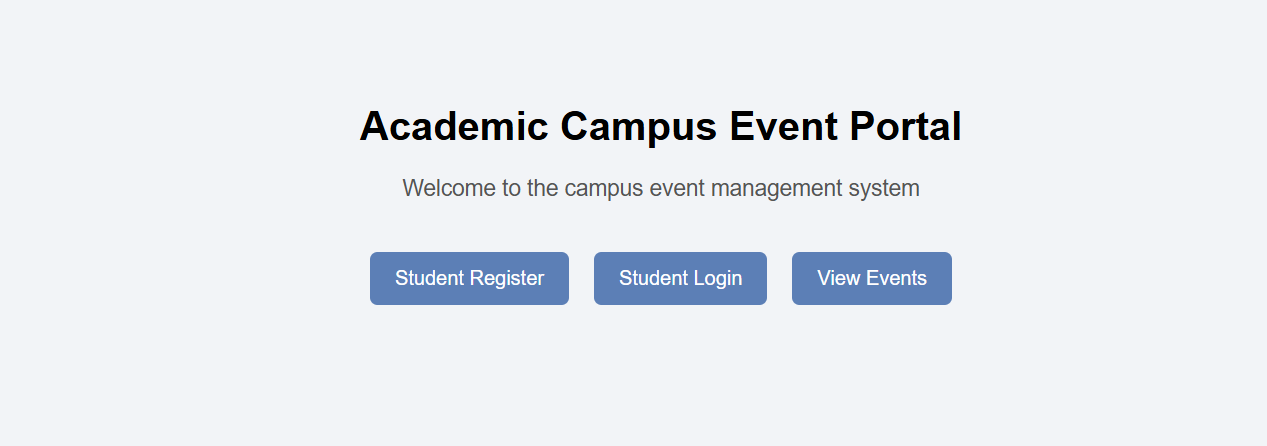 Academic Campus Event Portal
Welcome to the campus event management system
Student Register Student Login View Events